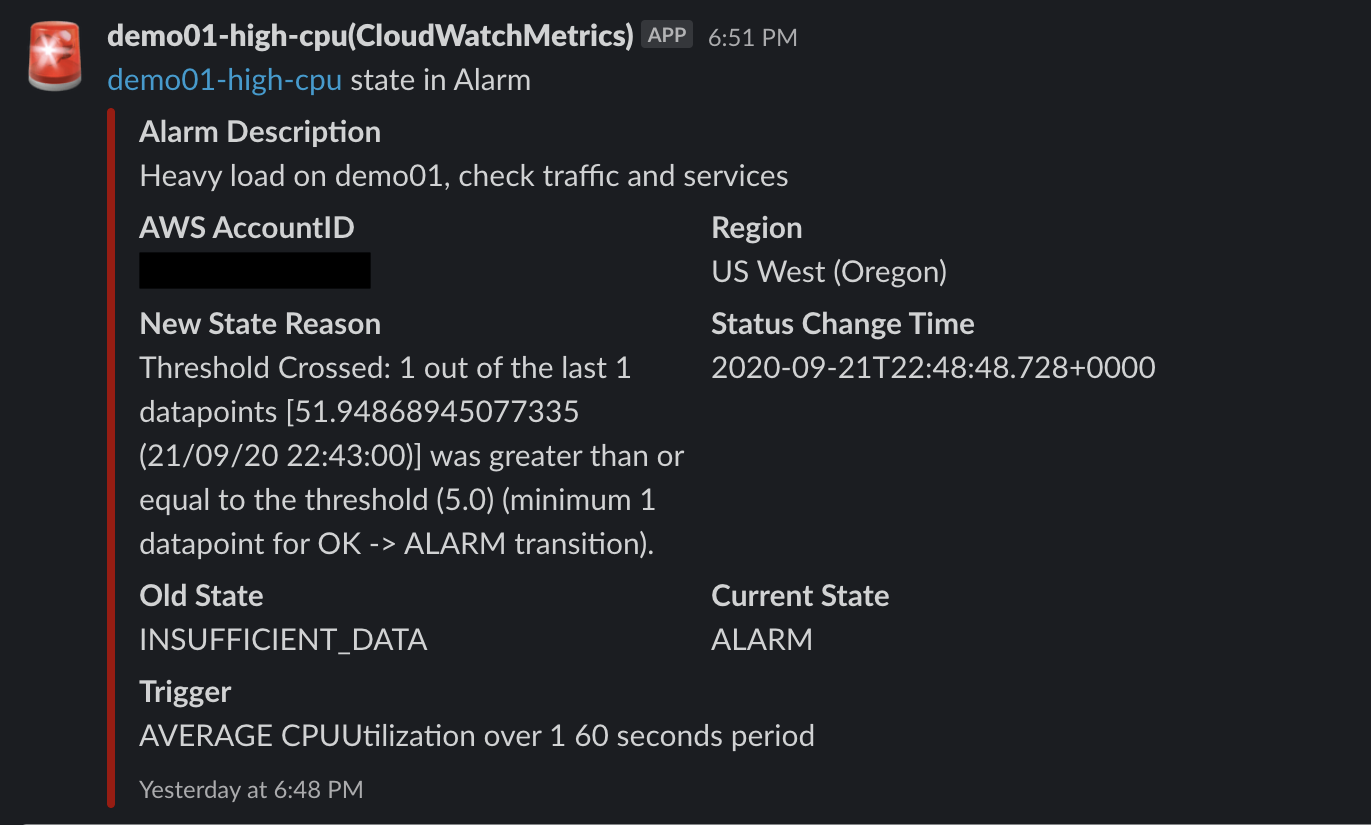 demo01-high-cpu(CloudWatchMetrics) APP 6:51 PM
demo01-high-cpu state in Alarm
Alarm Description
Heavy load on demo01, check traffic and services
AWS AccountID
Region
US West (Oregon)
New State Reason
Threshold Crossed: 1 out of the last 1
datapoints [51.94868945077335
(21/09/20 22:43:00)] was greater than or
equal to the threshold (5.0) (minimum 1
datapoint for OK -> ALARM transition).
Status Change Time
2020-09-21T22:48:48.728+0000
Old State
INSUFFICIENT_DATA
Current State
ALARM
Trigger
AVERAGE CPUUtilization over 1 60 seconds period
Yesterday at 6:48 PM